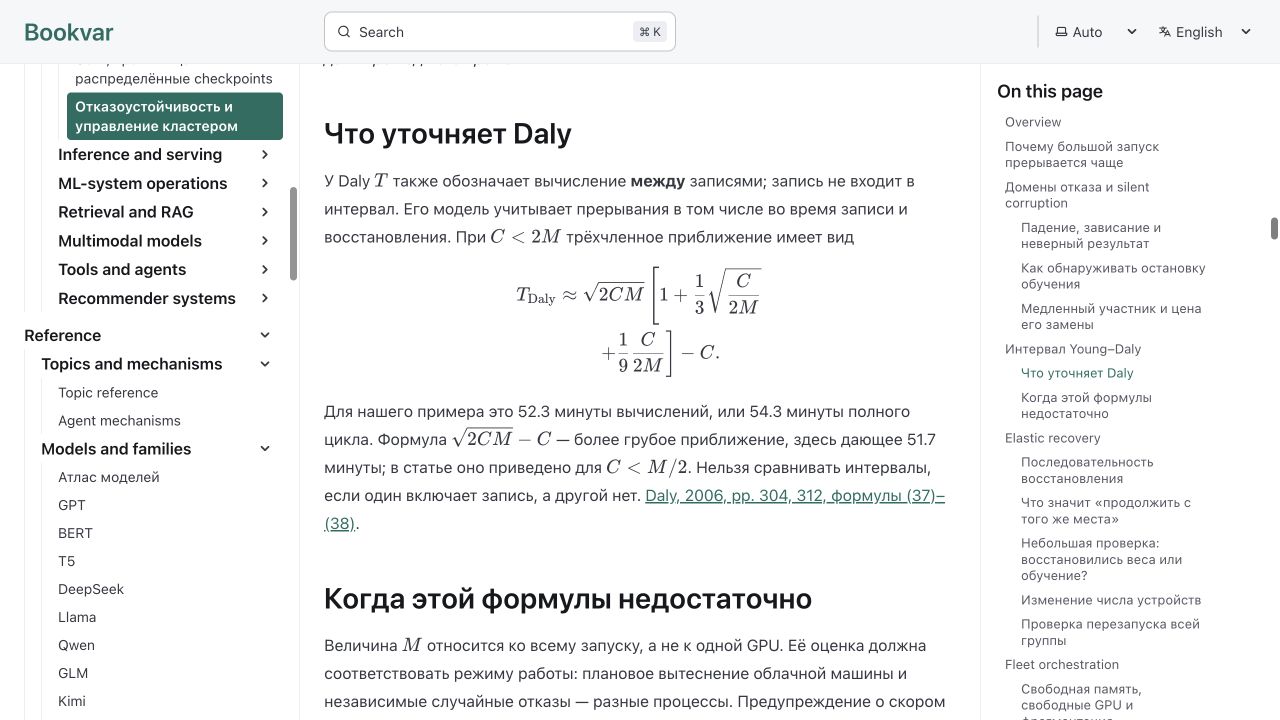 Bookvar
Search
⌘ K
Auto
English
распределённые checkpoints
Отказоустойчивость и
управление кластером
Inference and serving
ML-system operations
Retrieval and RAG
Multimodal models
Tools and agents
Recommender systems
Reference
Topics and mechanisms
Topic reference
Agent mechanisms
Models and families
Атлас моделей
GPT
BERT
T5
DeepSeek
Llama
Qwen
GLM
Kimi
Что уточняет Daly
У Daly T также обозначает вычисление между записями; запись не входит в
интервал. Его модель учитывает прерывания в том числе во время записи и
восстановления. При C < 2M трёхчленное приближение имеет вид
T_Daly ≈ √(2CM) [1 + 1/3 √(C/2M)
+ 1/9 C/2M] − C.
Для нашего примера это 52.3 минуты вычислений, или 54.3 минуты полного
цикла. Формула √(2CM) − C — более грубое приближение, здесь дающее 51.7
минуты; в статье оно приведено для C < M/2. Нельзя сравнивать интервалы,
если один включает запись, а другой нет. Daly, 2006, pp. 304, 312, формулы (37)–
(38).
Когда этой формулы недостаточно
Величина M относится ко всему запуску, а не к одной GPU. Её оценка должна
соответствовать режиму работы: плановое вытеснение облачной машины и
независимые случайные отказы — разные процессы. Предупреждение о скором
On this page
Overview
Почему большой запуск
прерывается чаще
Домены отказа и silent
corruption
Падение, зависание и
неверный результат
Как обнаруживать остановку
обучения
Медленный участник и цена
его замены
Интервал Young–Daly
Что уточняет Daly
Когда этой формулы
недостаточно
Elastic recovery
Последовательность
восстановления
Что значит «продолжить с
того же места»
Небольшая проверка:
восстановились веса или
обучение?
Изменение числа устройств
Проверка перезапуска всей
группы
Fleet orchestration
Свободная память,
свободные GPU и